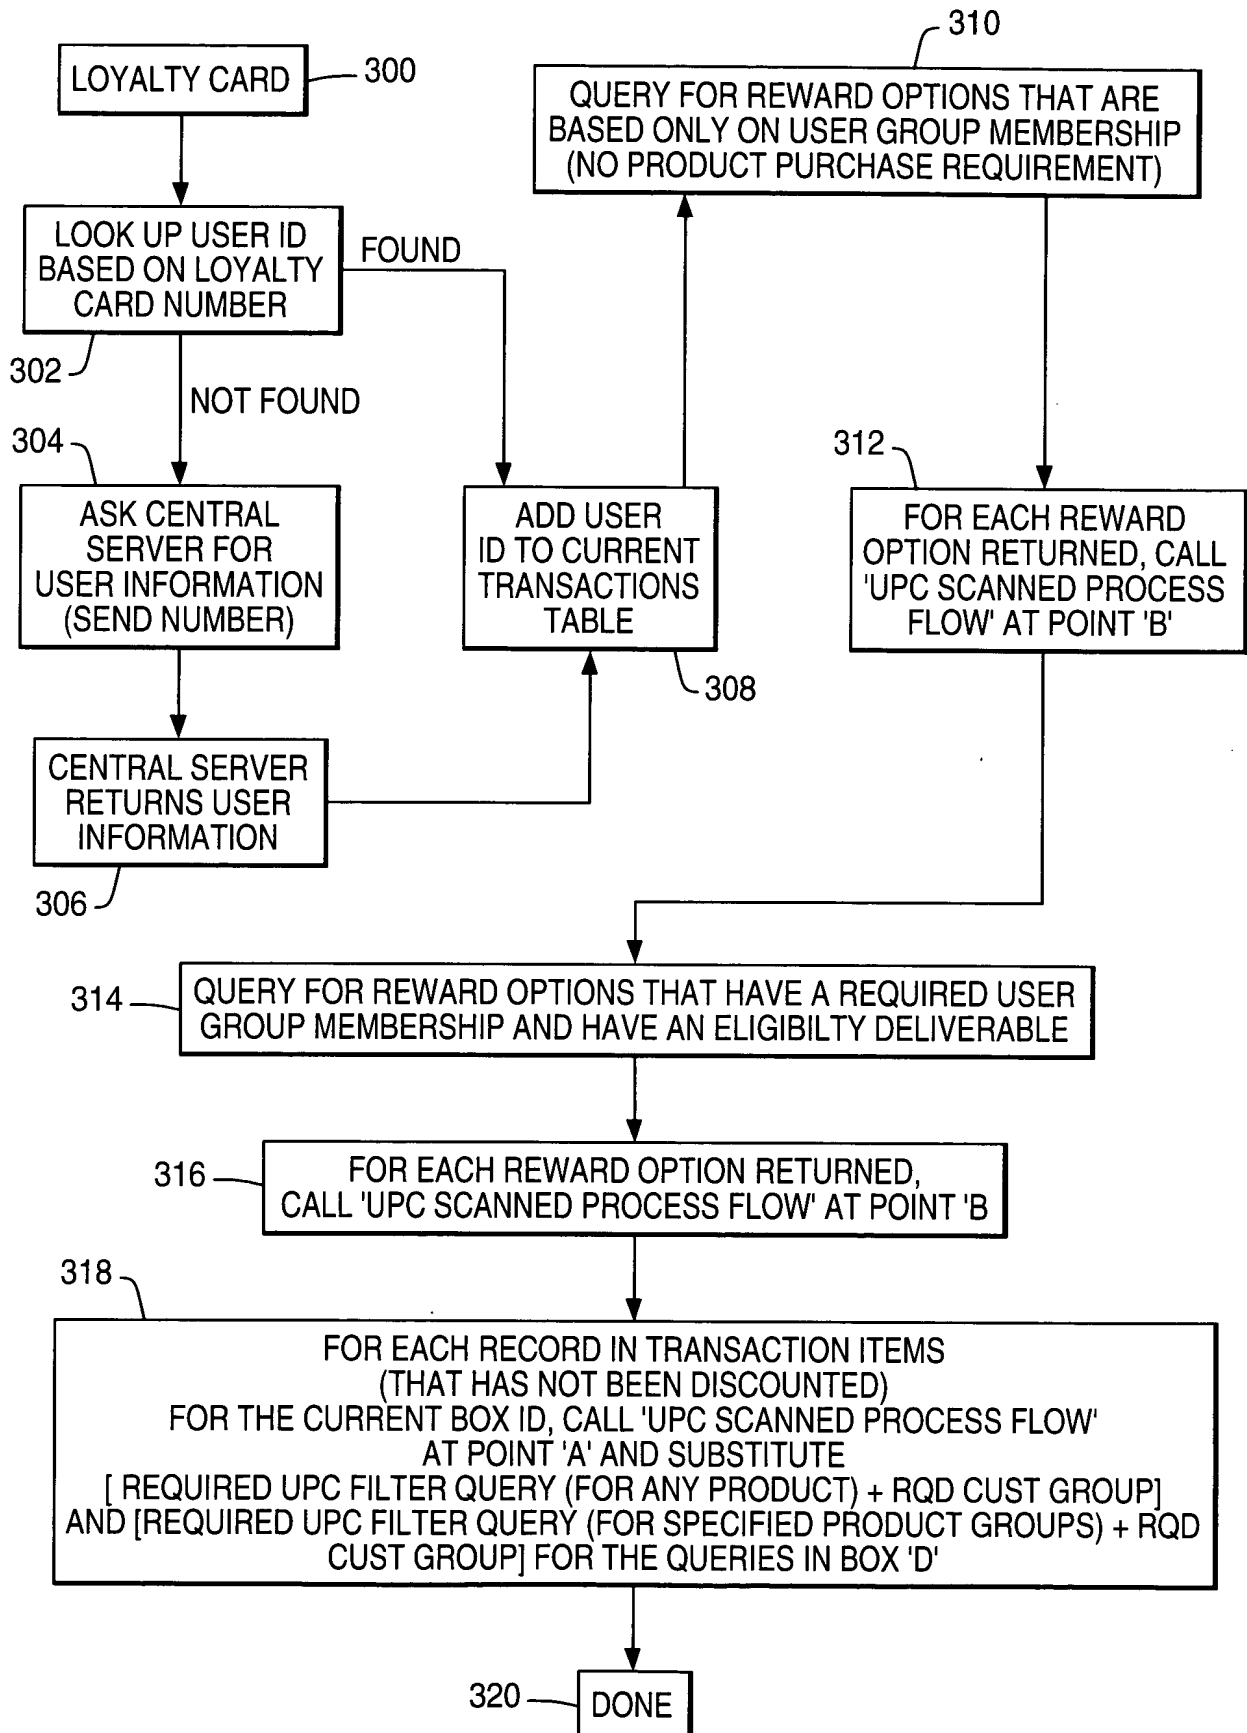 LOYALTY CARD
300
LOOK UP USER ID
BASED ON LOYALTY
CARD NUMBER
302
FOUND
NOT FOUND
304
ASK CENTRAL
SERVER FOR
USER INFORMATION
(SEND NUMBER)
CENTRAL SERVER
RETURNS USER
INFORMATION
306
ADD USER
ID TO CURRENT
TRANSACTIONS
TABLE
308
310
QUERY FOR REWARD OPTIONS THAT ARE
BASED ONLY ON USER GROUP MEMBERSHIP
(NO PRODUCT PURCHASE REQUIREMENT)
312
FOR EACH REWARD
OPTION RETURNED, CALL
'UPC SCANNED PROCESS
FLOW' AT POINT 'B'
314
QUERY FOR REWARD OPTIONS THAT HAVE A REQUIRED USER
GROUP MEMBERSHIP AND HAVE AN ELIGIBILTY DELIVERABLE
316
FOR EACH REWARD OPTION RETURNED,
CALL 'UPC SCANNED PROCESS FLOW' AT POINT 'B
318
FOR EACH RECORD IN TRANSACTION ITEMS
(THAT HAS NOT BEEN DISCOUNTED)
FOR THE CURRENT BOX ID, CALL 'UPC SCANNED PROCESS FLOW'
AT POINT 'A' AND SUBSTITUTE
[ REQUIRED UPC FILTER QUERY (FOR ANY PRODUCT) + RQD CUST GROUP]
AND [REQUIRED UPC FILTER QUERY (FOR SPECIFIED PRODUCT GROUPS) + RQD
CUST GROUP] FOR THE QUERIES IN BOX 'D'
320
DONE